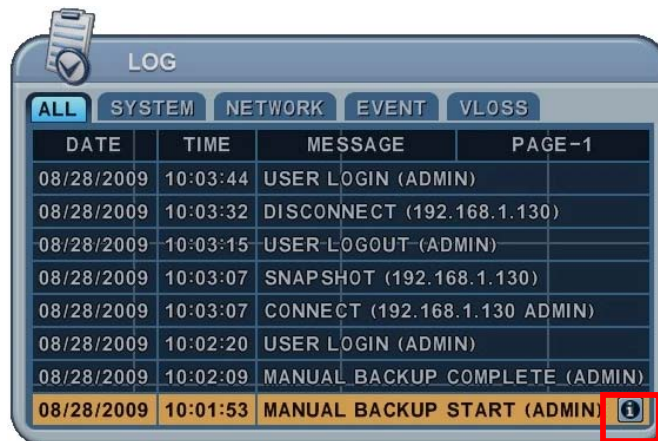 LOG
ALL SYSTEM NETWORK EVENT VLOSS
DATE TIME MESSAGE PAGE-1
08/28/2009 10:03:44 USER LOGIN (ADMIN)
08/28/2009 10:03:32 DISCONNECT (192.168.1.130)
08/28/2009 10:03:15 USER LOGOUT (ADMIN)
08/28/2009 10:03:07 SNAPSHOT (192.168.1.130)
08/28/2009 10:03:07 CONNECT (192.168.1.130 ADMIN)
08/28/2009 10:02:20 USER LOGIN (ADMIN)
08/28/2009 10:02:09 MANUAL BACKUP COMPLETE (ADMIN)
08/28/2009 10:01:53 MANUAL BACKUP START (ADMIN) i